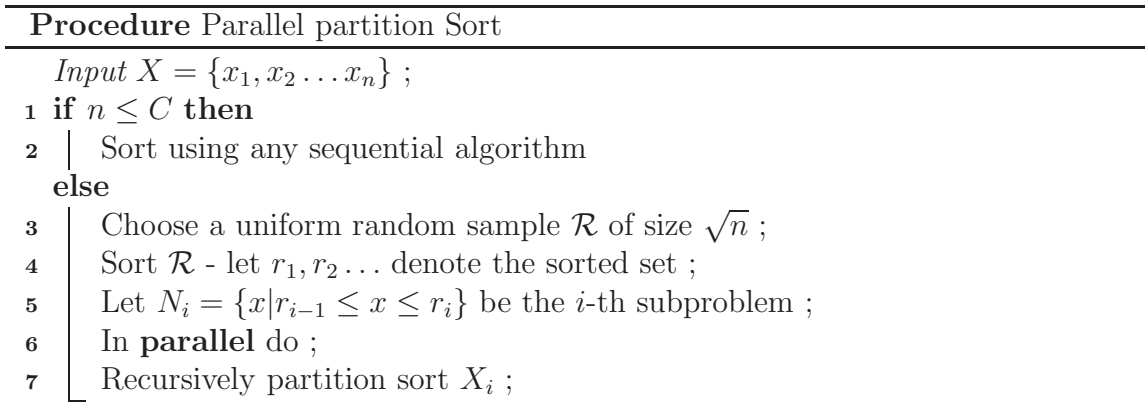 Procedure Parallel partition Sort
Input X = {x₁, x₂ … xₙ} ;
1 if n ≤ C then
2 Sort using any sequential algorithm
else
3 Choose a uniform random sample ℛ of size √n ;
4 Sort ℛ - let r₁, r₂ … denote the sorted set ;
5 Let Nᵢ = {x|rᵢ₋₁ ≤ x ≤ rᵢ} be the i-th subproblem ;
6 In parallel do ;
7 Recursively partition sort Xᵢ ;